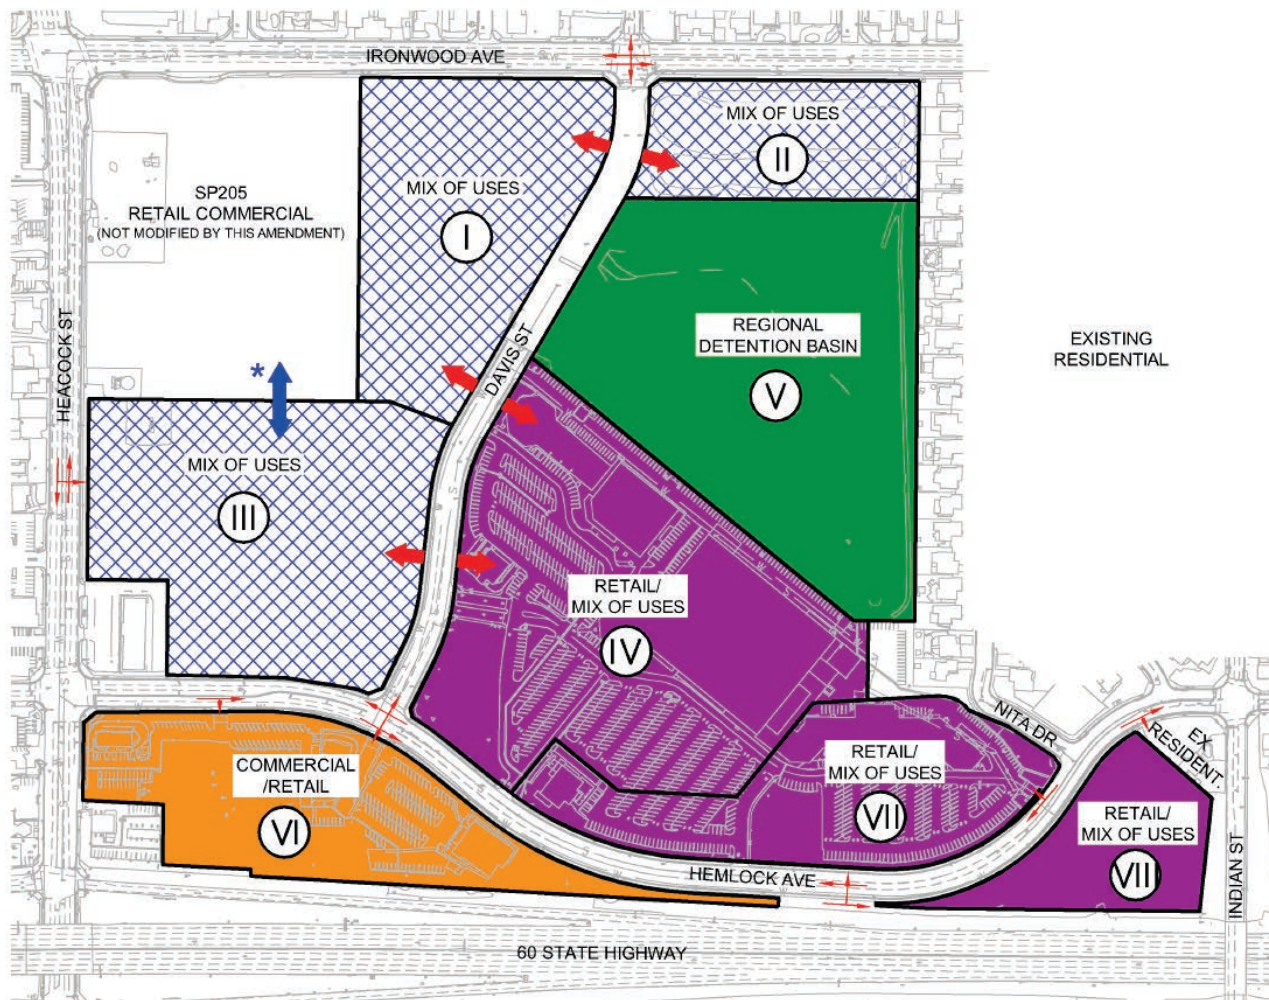 IRONWOOD AVE
MIX OF USES
II
SP205
RETAIL COMMERCIAL
(NOT MODIFIED BY THIS AMENDMENT)
MIX OF USES
I
HEACOCK ST
DAVIS ST
REGIONAL
DETENTION BASIN
V
EXISTING
RESIDENTIAL
*
MIX OF USES
III
RETAIL/
MIX OF USES
IV
NITA DR
EX
RESIDENT.
COMMERCIAL
/RETAIL
VI
RETAIL/
MIX OF USES
VII
RETAIL/
MIX OF USES
VII
HEMLOCK AVE
INDIAN ST
60 STATE HIGHWAY